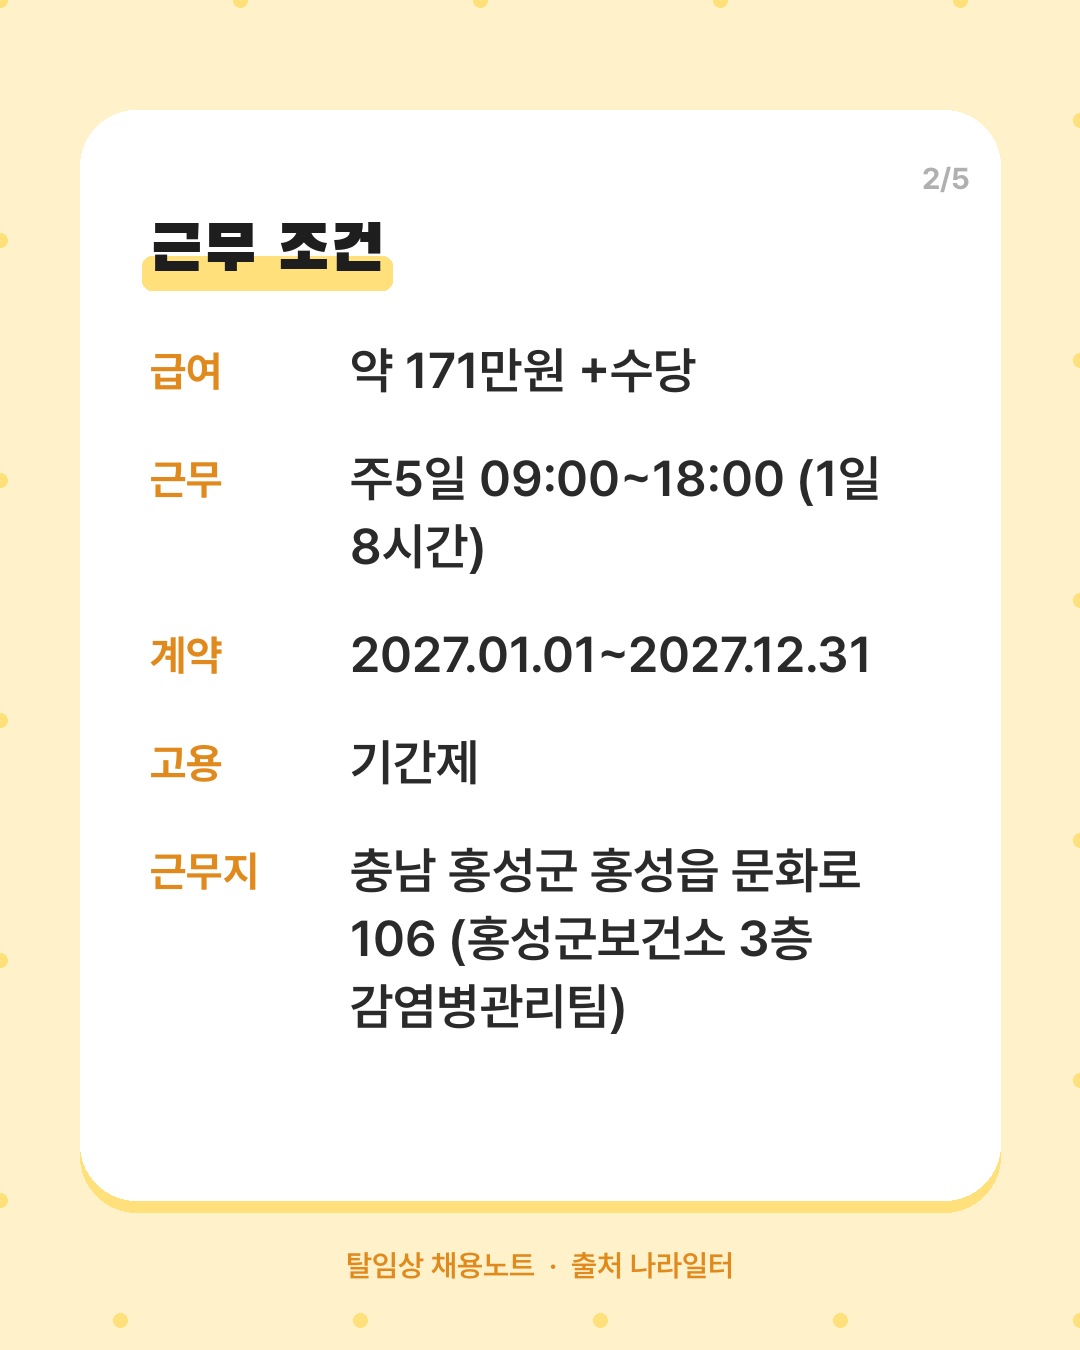 2/5
근무 조건
급여 약 171만원 +수당
근무 주5일 09:00~18:00 (1일
8시간)
계약 2027.01.01~2027.12.31
고용 기간제
근무지 충남 홍성군 홍성읍 문화로
106 (홍성군보건소 3층
감염병관리팀)
탈임상 채용노트 · 출처 나라일터